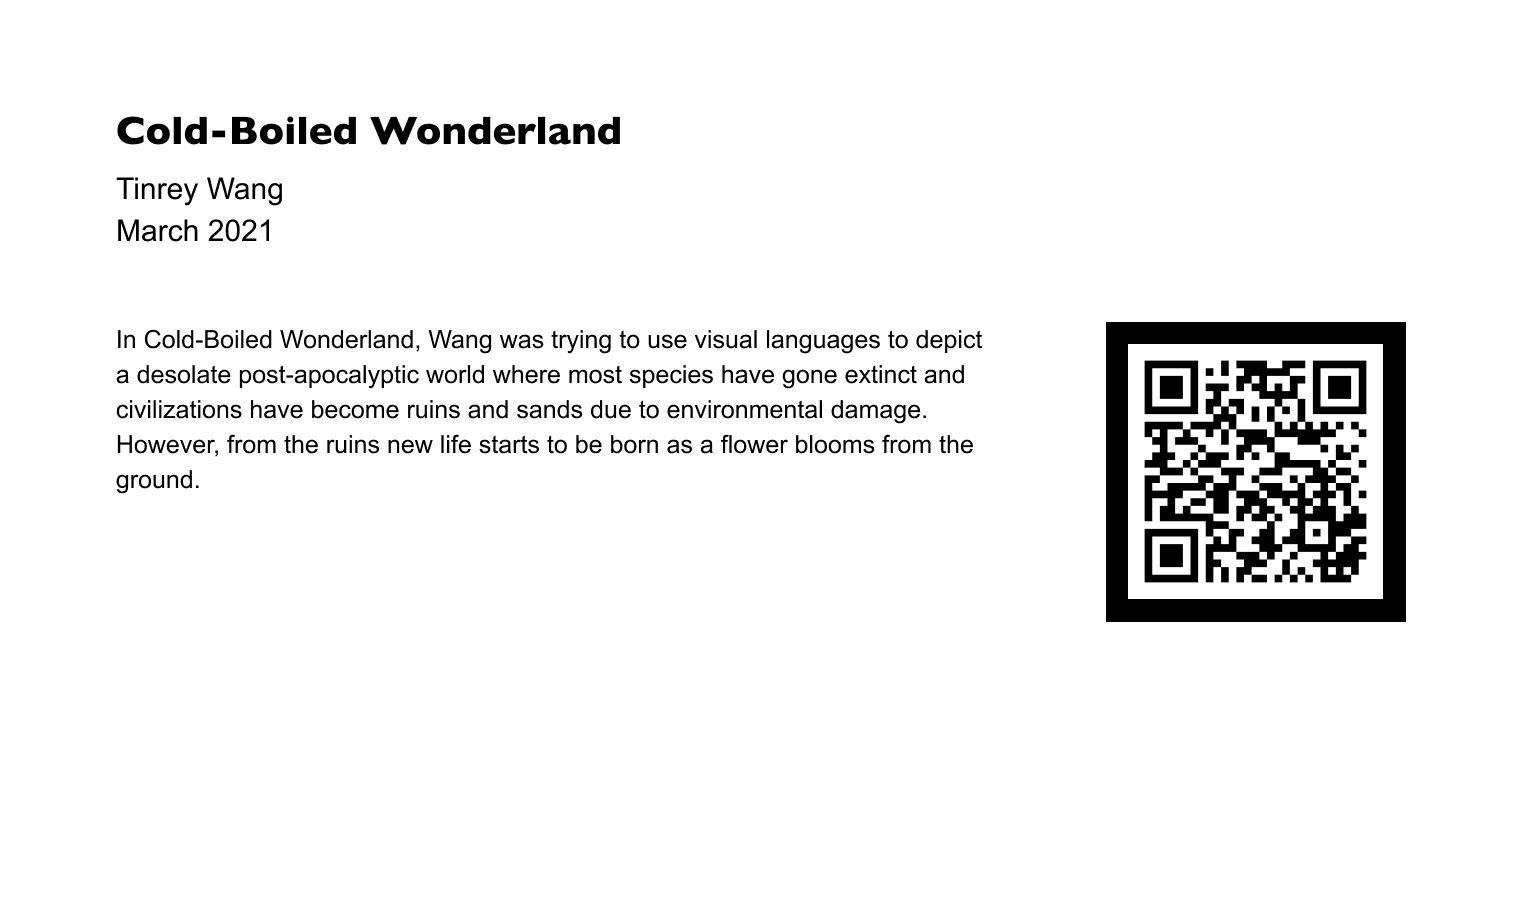 Cold-Boiled Wonderland
Tinrey Wang
March 2021
In Cold-Boiled Wonderland, Wang was trying to use visual languages to depict
a desolate post-apocalyptic world where most species have gone extinct and
civilizations have become ruins and sands due to environmental damage.
However, from the ruins new life starts to be born as a flower blooms from the
ground.